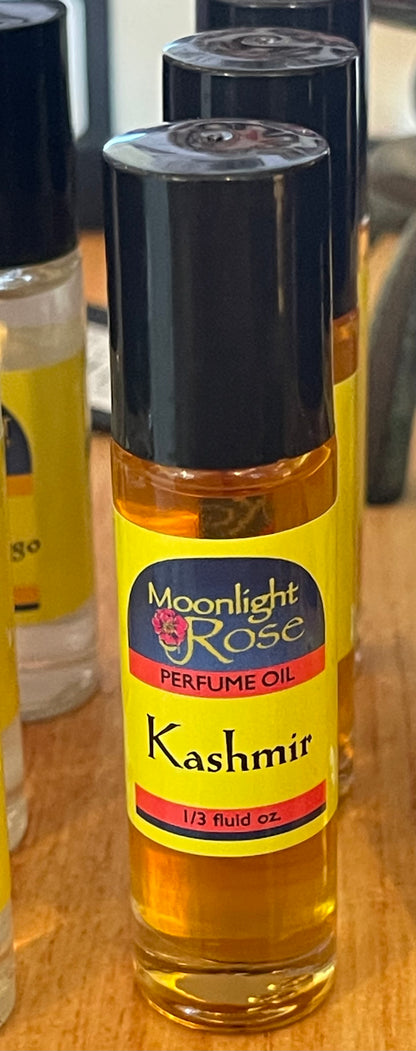 Moonlight
Rose
PERFUME OIL
Kashmir
1/3 fluid oz.